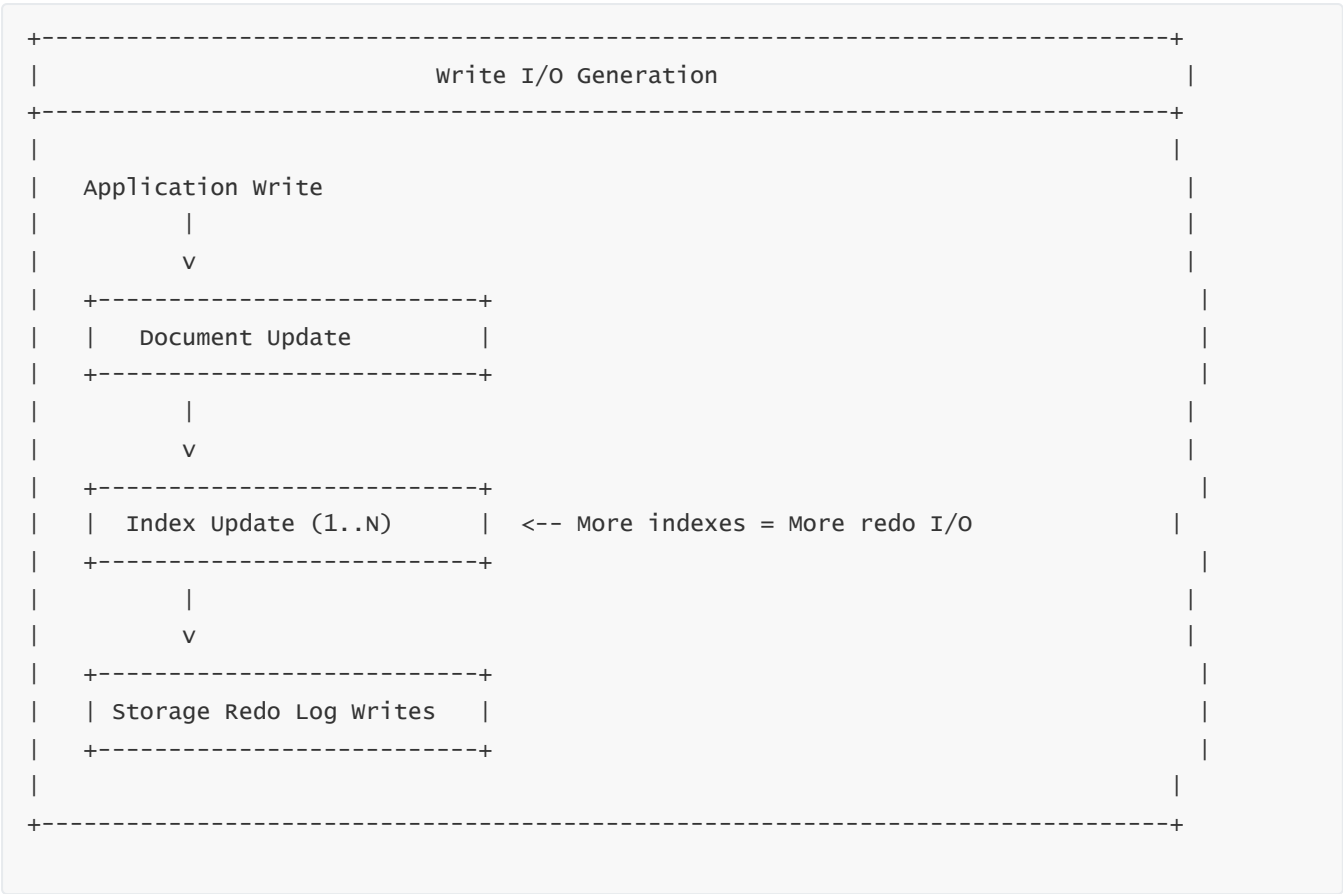 +--------------------------------------------------------------------------------+
|                            Write I/O Generation                                 |
+--------------------------------------------------------------------------------+
|                                                                                |
|   Application Write                                                             |
|          |                                                                      |
|          v                                                                      |
|   +---------------------------+                                                  |
|   |   Document Update         |                                                  |
|   +---------------------------+                                                  |
|          |                                                                      |
|          v                                                                      |
|   +---------------------------+                                                  |
|   |  Index Update (1..N)      |  <-- More indexes = More redo I/O              |
|   +---------------------------+                                                  |
|          |                                                                      |
|          v                                                                      |
|   +---------------------------+                                                  |
|   | Storage Redo Log Writes   |                                                  |
|   +---------------------------+                                                  |
|                                                                                |
+--------------------------------------------------------------------------------+